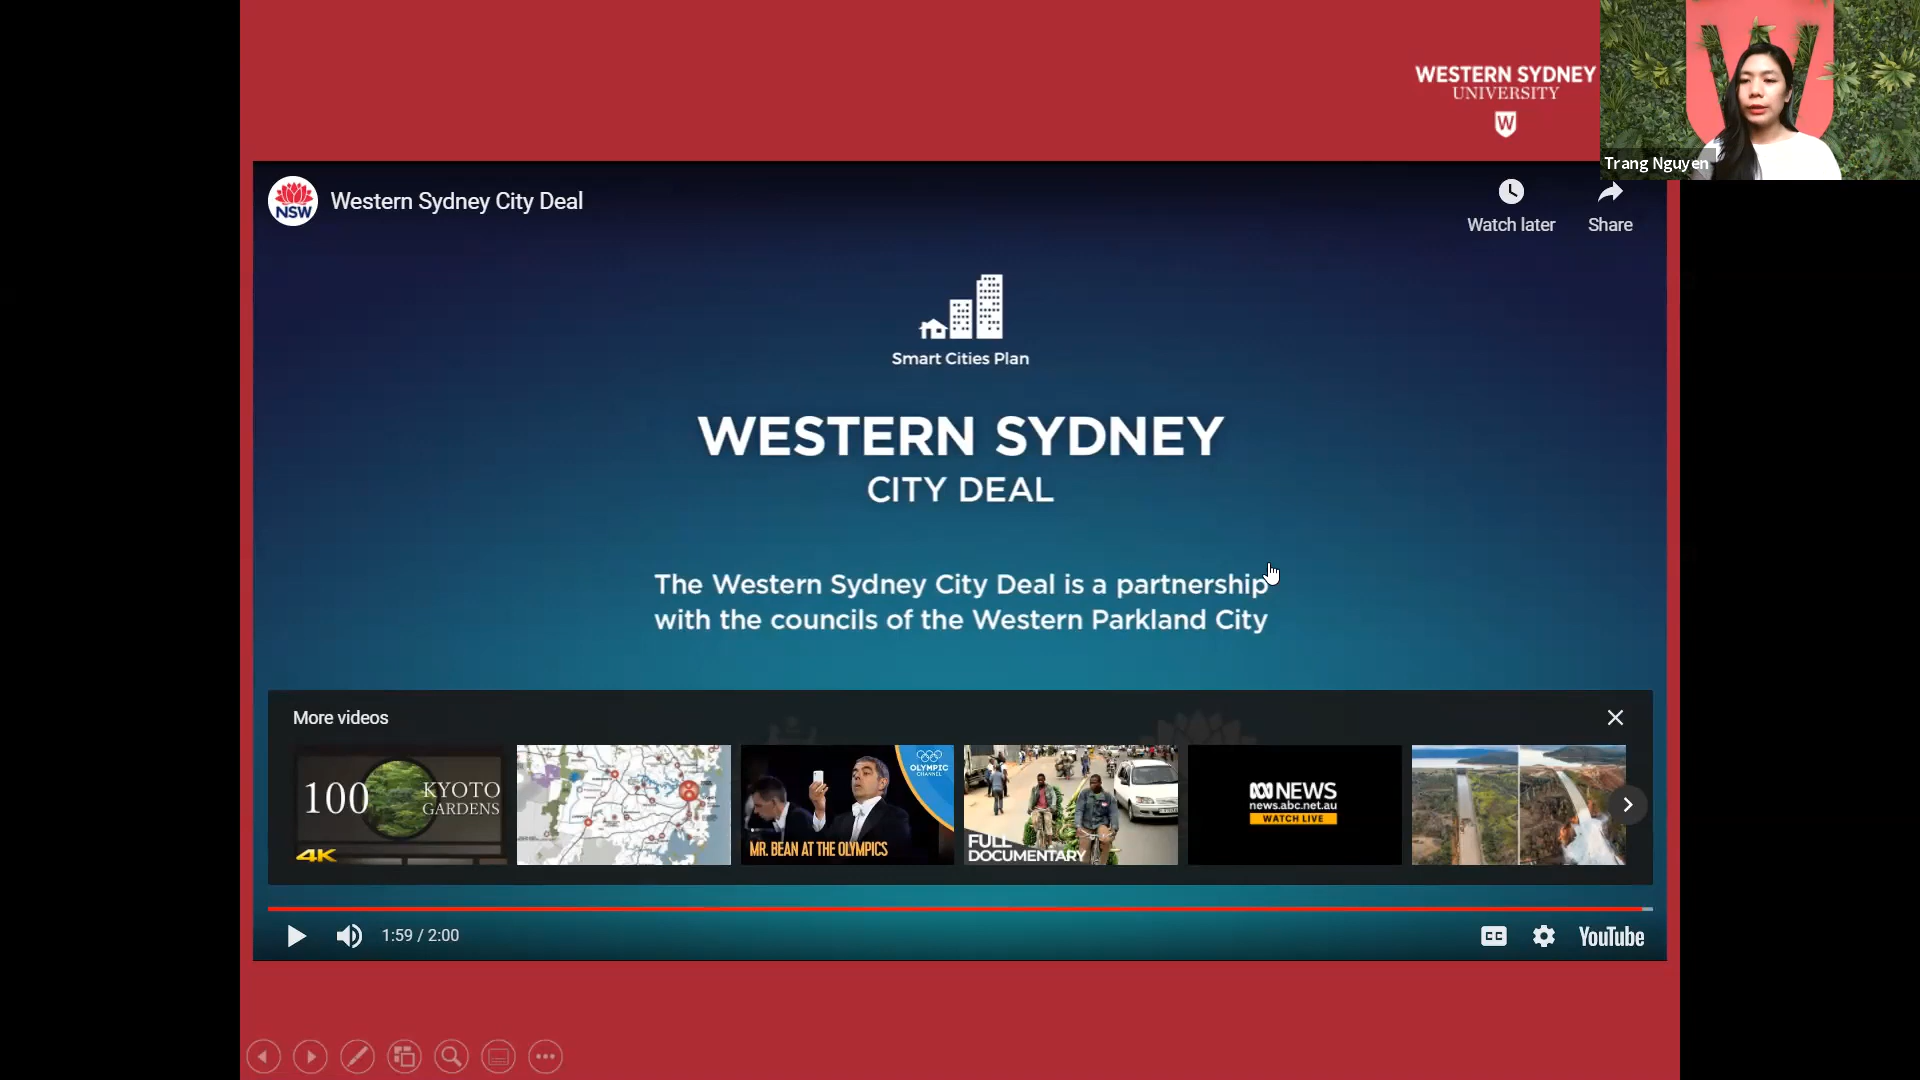 WESTERN SYDNEY
UNIVERSITY
W
W
Trang Nguyen
NSW
Western Sydney City Deal
Watch later
Share
Smart Cities Plan
WESTERN SYDNEY
CITY DEAL
The Western Sydney City Deal is a partnership
with the councils of the Western Parkland City
More videos
100
KYOTO
GARDENS
4K
OLYMPIC
CHANNEL
MR. BEAN AT THE OLYMPICS
FULL
DOCUMENTARY
NEWS
news.abc.net.au
WATCH LIVE
1:59 / 2:00
CC
YouTube